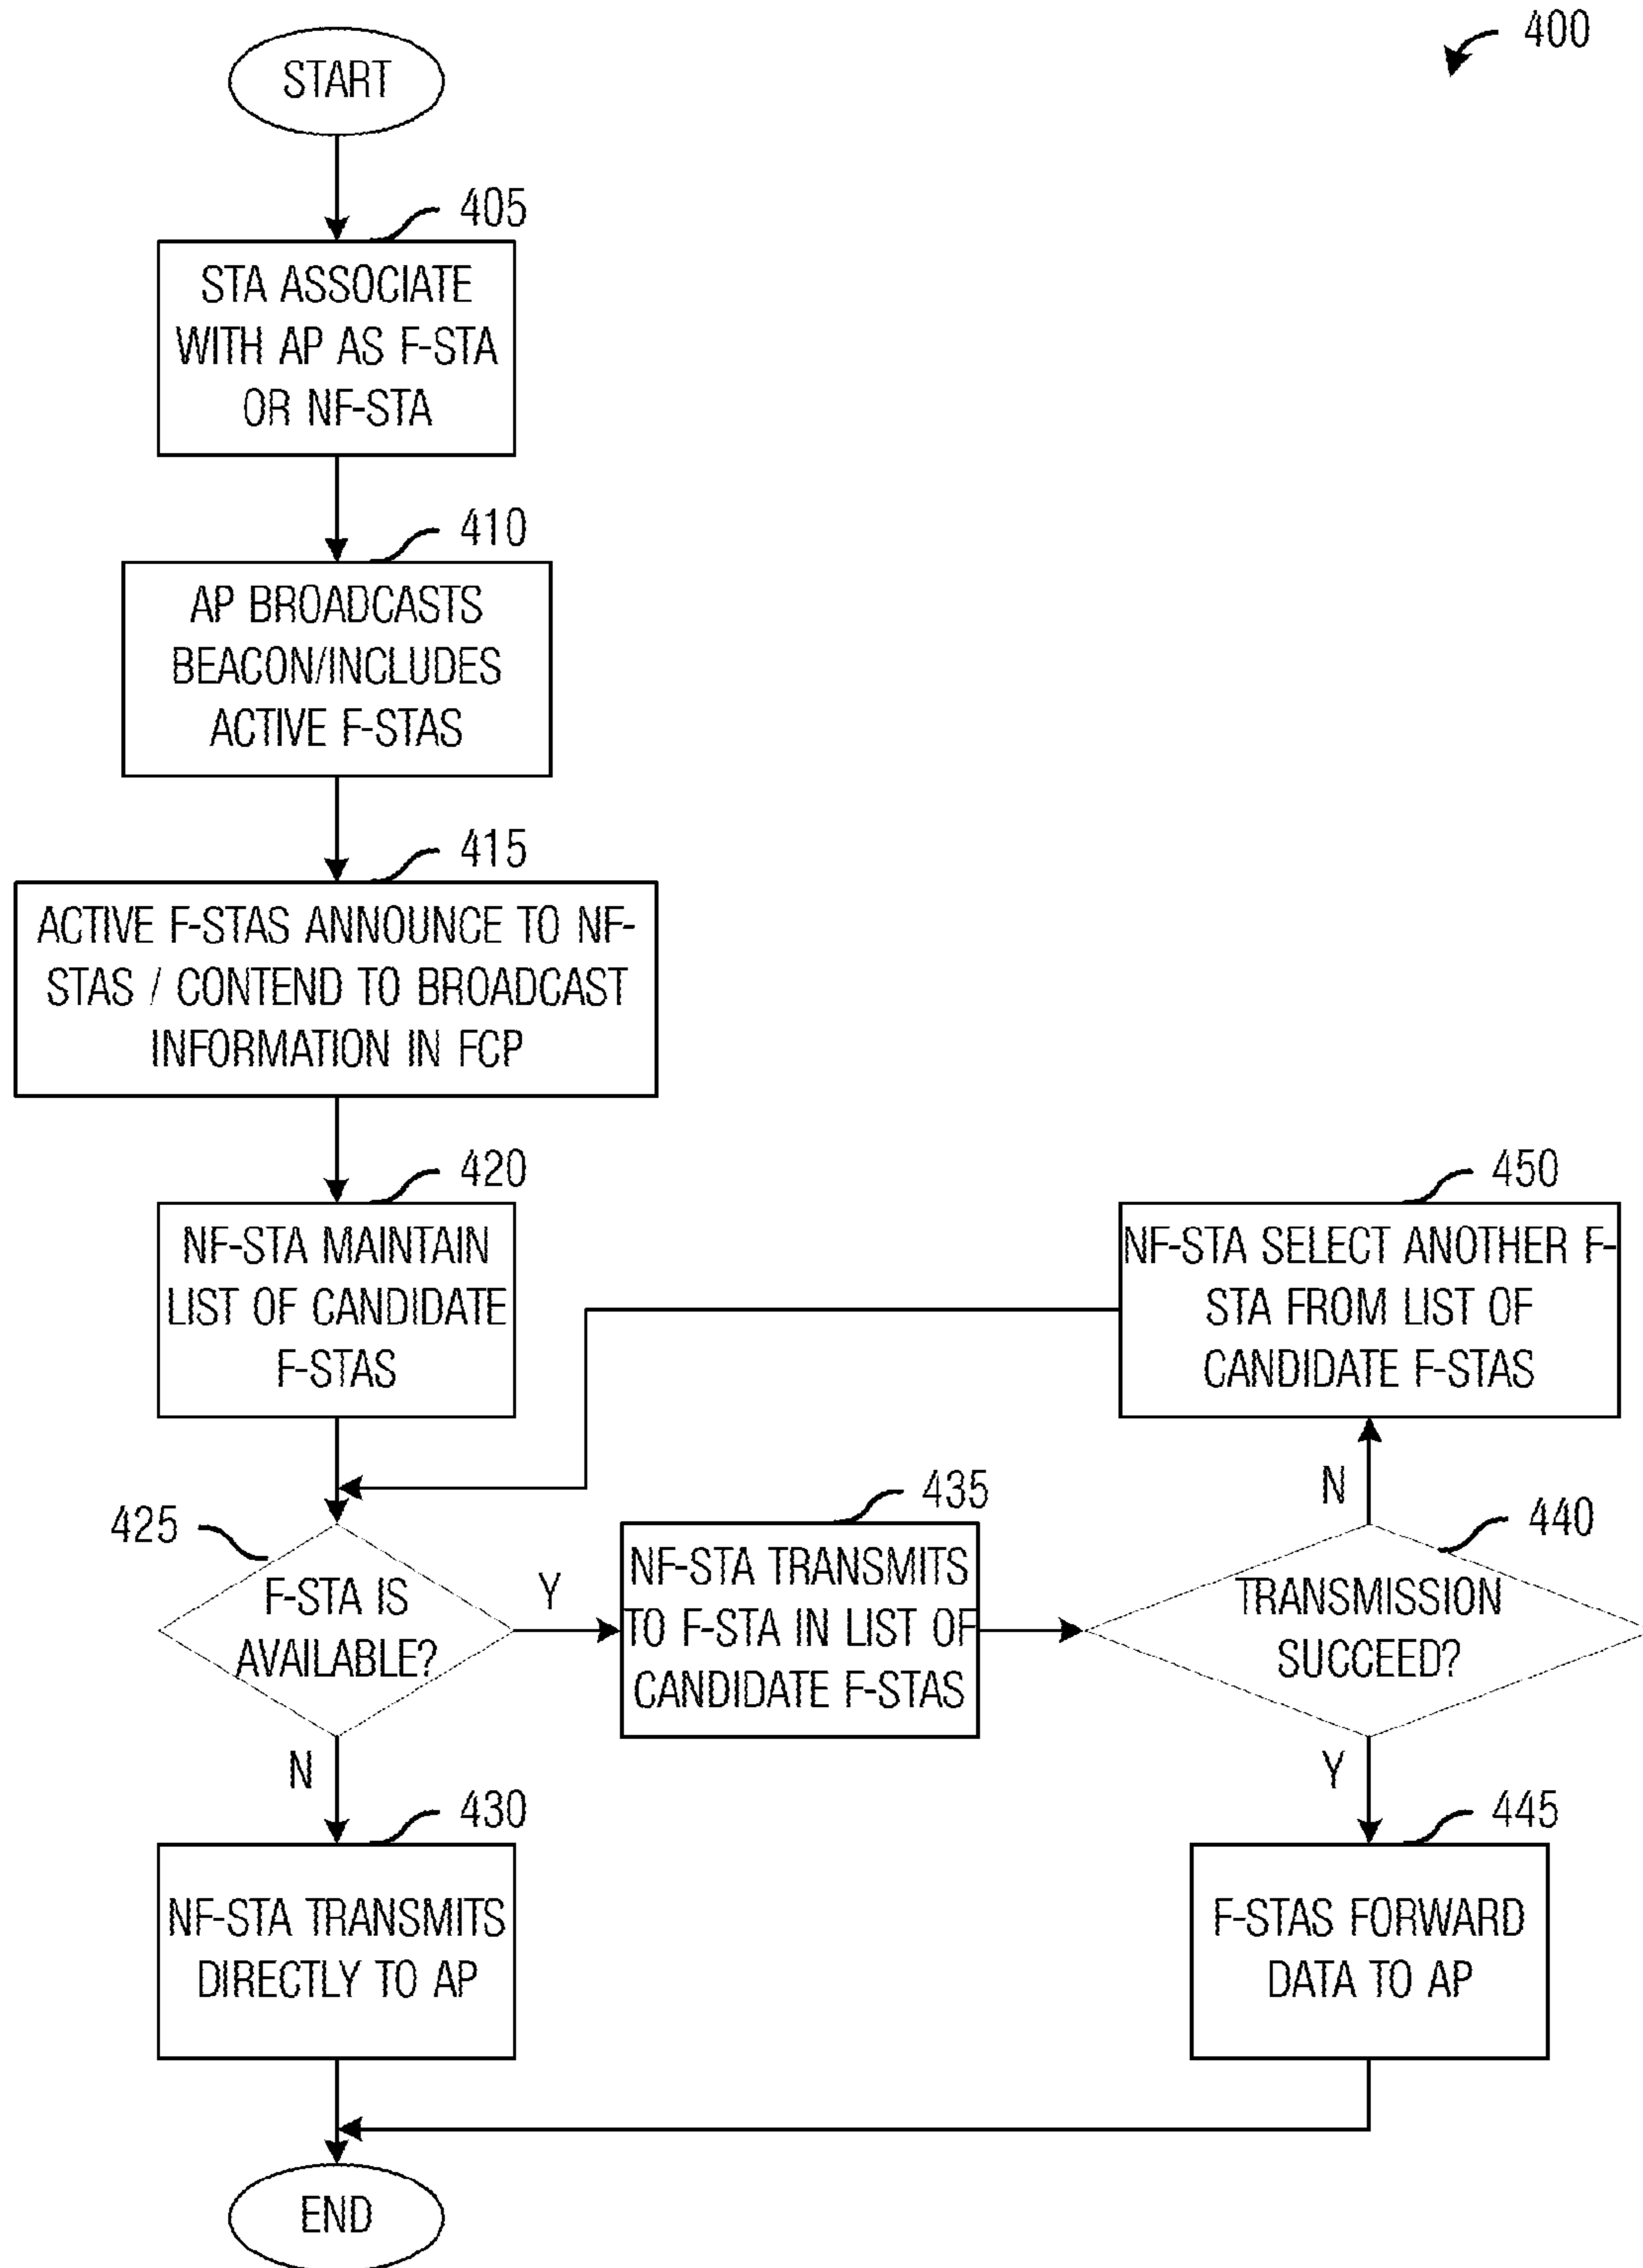 400
START
405
STA ASSOCIATE
WITH AP AS F-STA
OR NF-STA
410
AP BROADCASTS
BEACON/INCLUDES
ACTIVE F-STAS
415
ACTIVE F-STAS ANNOUNCE TO NF-
STAS / CONTEND TO BROADCAST
INFORMATION IN FCP
420
NF-STA MAINTAIN
LIST OF CANDIDATE
F-STAS
450
NF-STA SELECT ANOTHER F-
STA FROM LIST OF
CANDIDATE F-STAS
425
F-STA IS
AVAILABLE?
Y
N
435
NF-STA TRANSMITS
TO F-STA IN LIST OF
CANDIDATE F-STAS
440
TRANSMISSION
SUCCEED?
N
Y
430
NF-STA TRANSMITS
DIRECTLY TO AP
445
F-STAS FORWARD
DATA TO AP
END